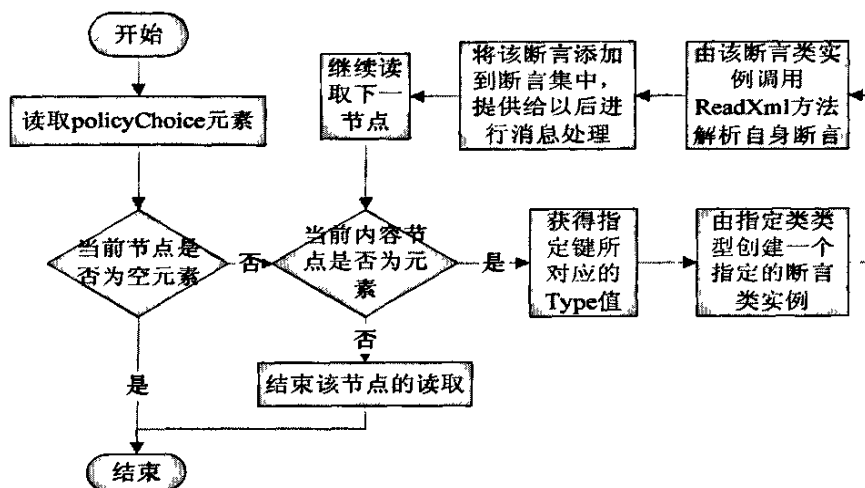 开始
读取policyChoice元素
当前节点是
否为空元素
否
是
结束
继续读
取下一
节点
当前内容节
点是否为元
素
是
否
结束该节点的读取
将该断言添加
到断言集中，
提供给以后进
行消息处理
由该断言类实
例调用
ReadXml方法
解析自身断言
获得指
定键所
对应的
Type值
由指定类类
型创建一个
指定的断言
类实例